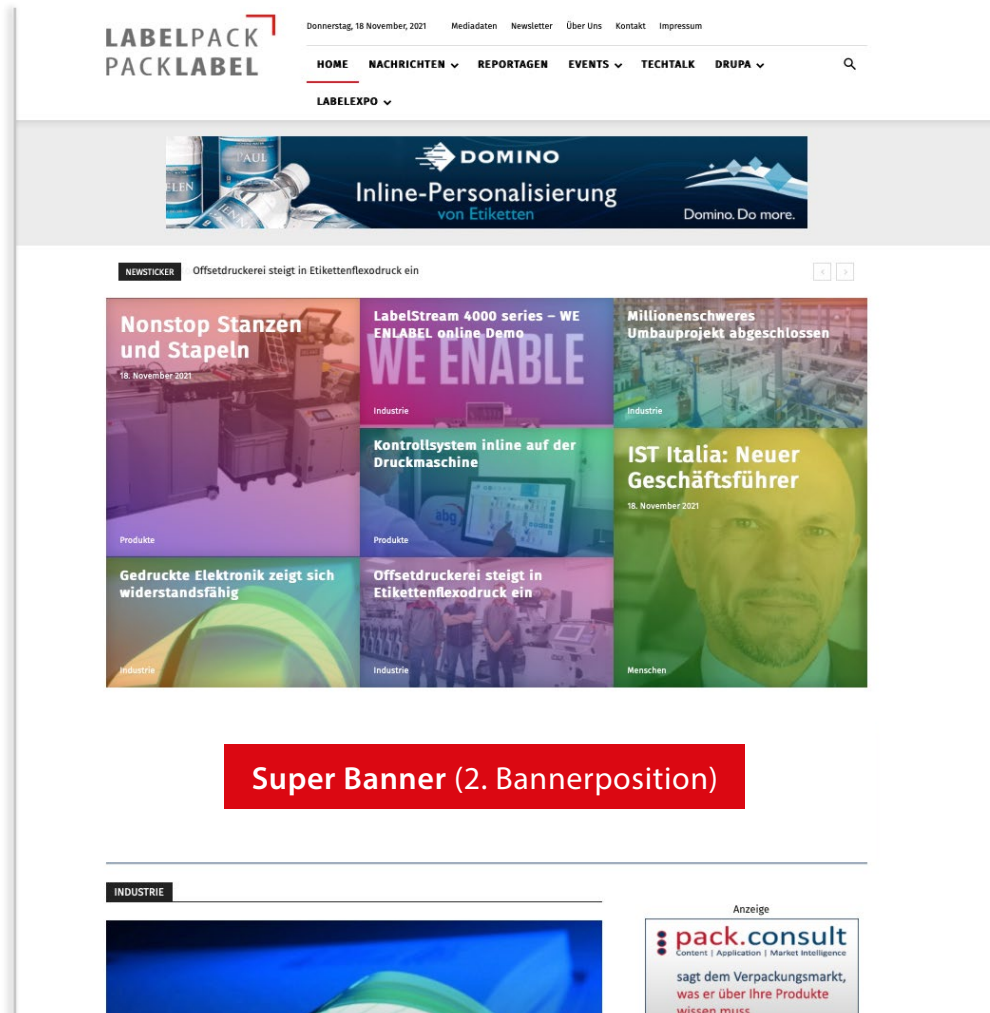 LABELPACK
PACKLABEL
Donnerstag, 18 November, 2021 Mediadaten Newsletter Über Uns Kontakt Impressum
HOME NACHRICHTEN REPORTAGEN EVENTS TECHTALK DRUPA
LABELEXPO
PAUL
DOMINO
Inline-Personalisierung
von Etiketten
Domino. Do more.
NEWSTICKER Offsetdruckerei steigt in Etikettenflexodruck ein
Nonstop Stanzen
und Stapeln
18. November 2021
Produkte
LabelStream 4000 series – WE
ENLABEL online Demo
WE ENABLE
Industrie
Millionenschweres
Umbauprojekt abgeschlossen
Industrie
Kontrollsystem inline auf der
Druckmaschine
abg
Produkte
IST Italia: Neuer
Geschäftsführer
18. November 2021
Menschen
Gedruckte Elektronik zeigt sich
widerstandsfähig
Industrie
Offsetdruckerei steigt in
Etikettenflexodruck ein
Industrie
Super Banner (2. Bannerposition)
INDUSTRIE
Anzeige
pack.consult
Content | Application | Market Intelligence
sagt dem Verpackungsmarkt,
was er über Ihre Produkte
wissen muss